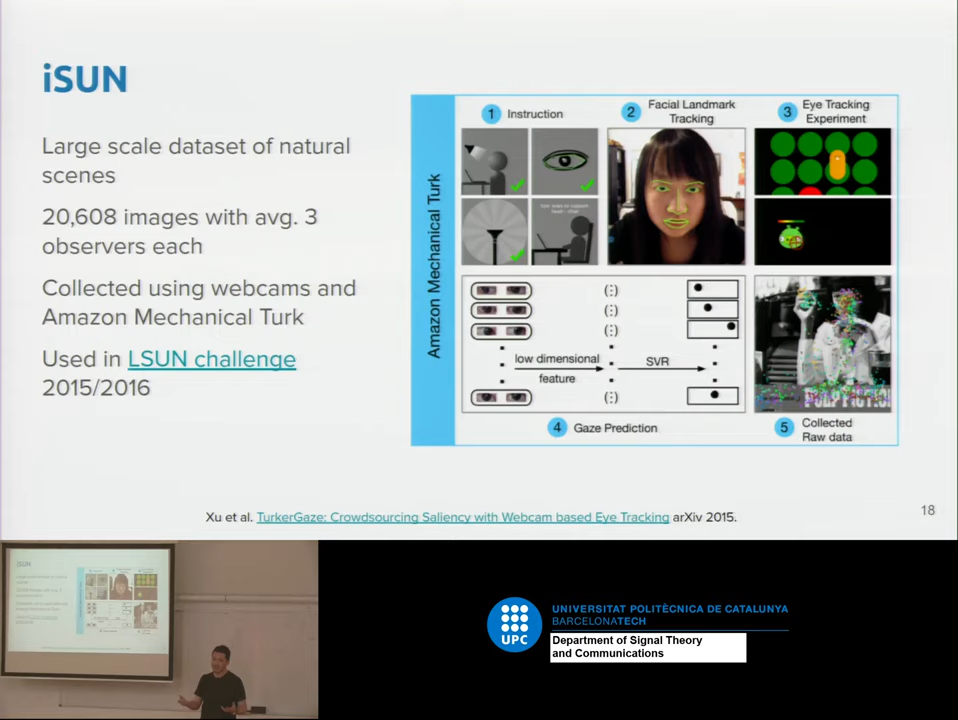 iSUN
Large scale dataset of natural
scenes
20,608 images with avg. 3
observers each
Collected using webcams and
Amazon Mechanical Turk
Used in LSUN challenge
2015/2016
Amazon Mechanical Turk
1 Instruction
2 Facial Landmark
Tracking
3 Eye Tracking
Experiment
low dimensional
feature
SVR
4 Gaze Prediction
5 Collected
Raw data
Xu et al. TurkerGaze: Crowdsourcing Saliency with Webcam based Eye Tracking arXiv 2015.
18
iSUN
UPC
UNIVERSITAT POLITÈCNICA DE CATALUNYA
BARCELONATECH
Department of Signal Theory
and Communications